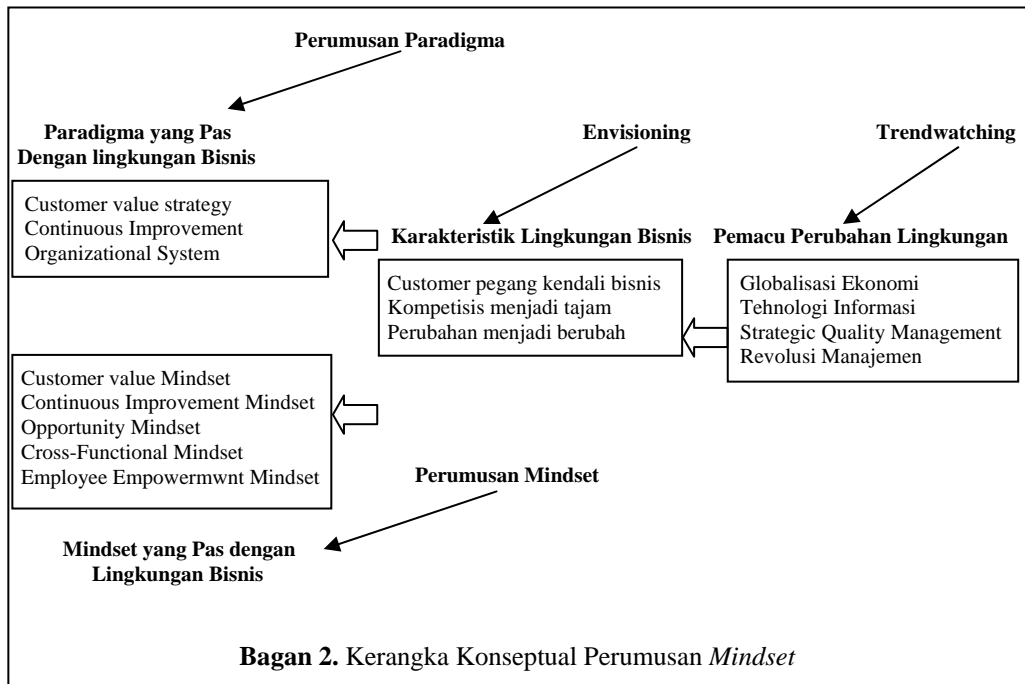 Perumusan Paradigma
Paradigma yang Pas
Dengan lingkungan Bisnis
Envisioning
Trendwatching
Customer value strategy
Continuous Improvement
Organizational System
Karakteristik Lingkungan Bisnis
Pemacu Perubahan Lingkungan
Customer pegang kendali bisnis
Kompetisis menjadi tajam
Perubahan menjadi berubah
Globalisasi Ekonomi
Tehnologi Informasi
Strategic Quality Management
Revolusi Manajemen
Customer value Mindset
Continuous Improvement Mindset
Opportunity Mindset
Cross-Functional Mindset
Employee Empowermwnt Mindset
Perumusan Mindset
Mindset yang Pas dengan
Lingkungan Bisnis
Bagan 2. Kerangka Konseptual Perumusan Mindset